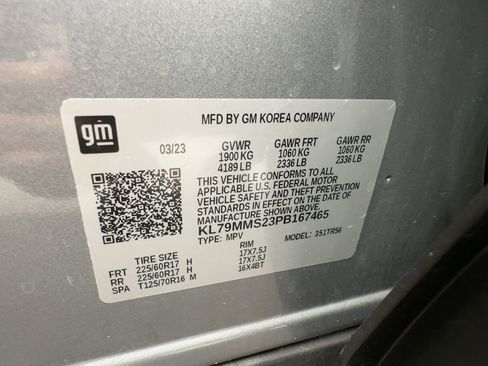 gm
MFD BY GM KOREA COMPANY
03/23 GVWR GAWR FRT GAWR RR
1900 KG 1060 KG 1060 KG
4189 LB 2336 LB 2336 LB
THIS VEHICLE CONFORMS TO ALL
APPLICABLE U.S. FEDERAL MOTOR
VEHICLE SAFETY AND THEFT PREVENTION
STANDARDS IN EFFECT ON THE DATE OF
MANUFACTURE SHOWN ABOVE.
KL79MMS23PB167465
TYPE: MPV MODEL: 351TR56
TIRE SIZE RIM
FRT 225/60R17 H 17X7.5J
RR 225/60R17 H 17X7.5J
SPA T125/70R16 M 16X4BT